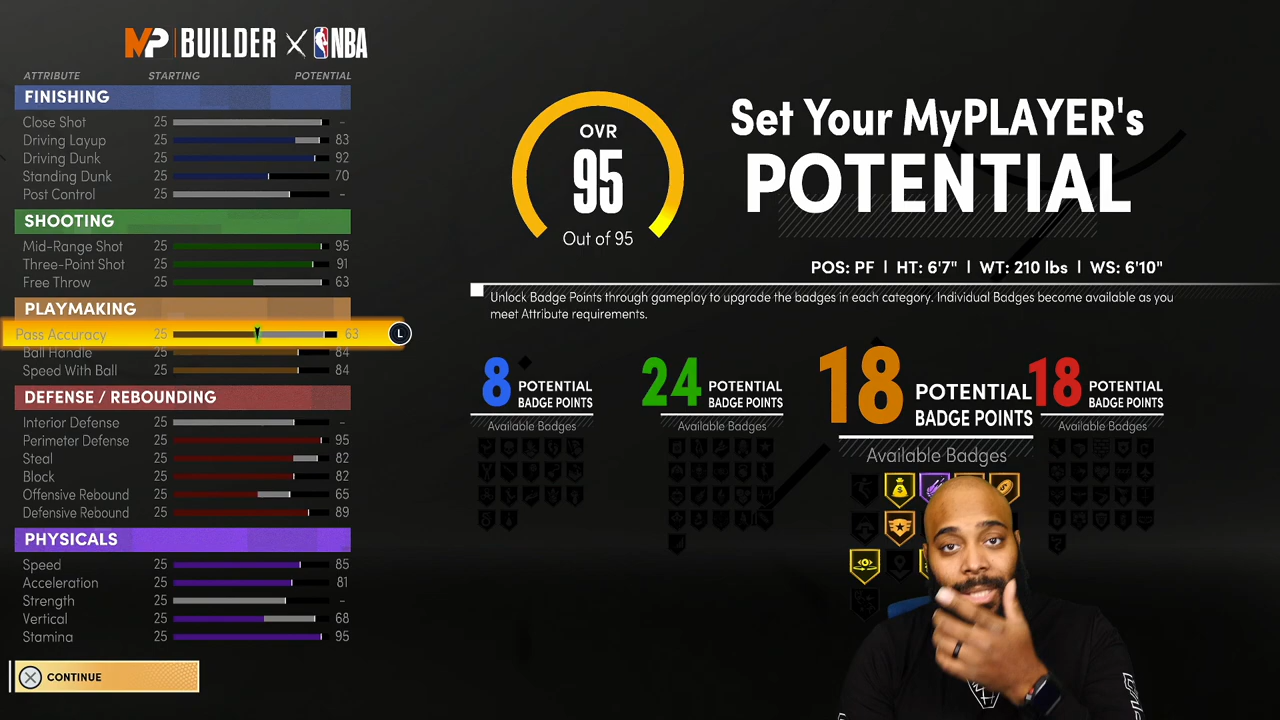 MP | BUILDER X NBA
ATTRIBUTE STARTING POTENTIAL
FINISHING
Close Shot 25 -
Driving Layup 25 83
Driving Dunk 25 92
Standing Dunk 25 70
Post Control 25 -
SHOOTING
Mid-Range Shot 25 95
Three-Point Shot 25 91
Free Throw 25 63
PLAYMAKING
Pass Accuracy 25 63 L
Ball Handle 25 84
Speed With Ball 25 84
DEFENSE / REBOUNDING
Interior Defense 25 -
Perimeter Defense 25 95
Steal 25 82
Block 25 82
Offensive Rebound 25 65
Defensive Rebound 25 89
PHYSICALS
Speed 25 85
Acceleration 25 81
Strength 25 -
Vertical 25 68
Stamina 25 95
CONTINUE
OVR
95
Out of 95
Set Your MyPLAYER's
POTENTIAL
POS: PF | HT: 6'7" | WT: 210 lbs | WS: 6'10"
Unlock Badge Points through gameplay to upgrade the badges in each category. Individual Badges become available as you
meet Attribute requirements.
8 POTENTIAL BADGE POINTS
Available Badges
24 POTENTIAL BADGE POINTS
Available Badges
18 POTENTIAL BADGE POINTS
Available Badges
18 POTENTIAL BADGE POINTS
Available Badges